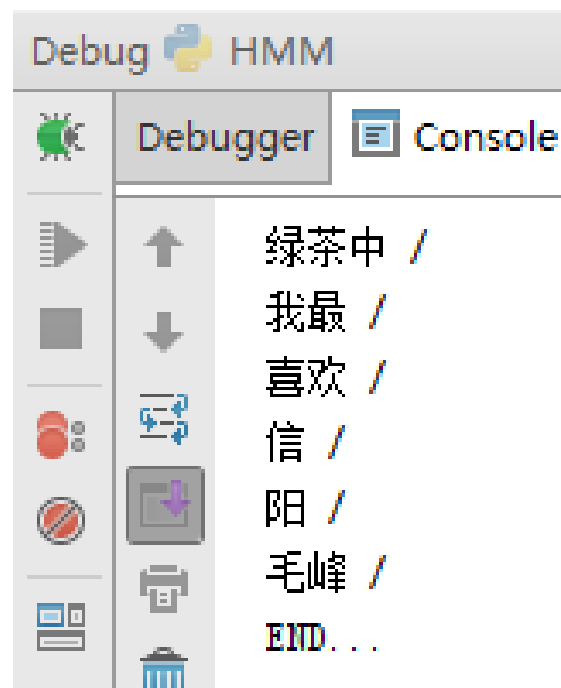 Debug HMM
Debugger Console
绿茶中 /
我最 /
喜欢 /
信 /
阳 /
毛峰 /
END...